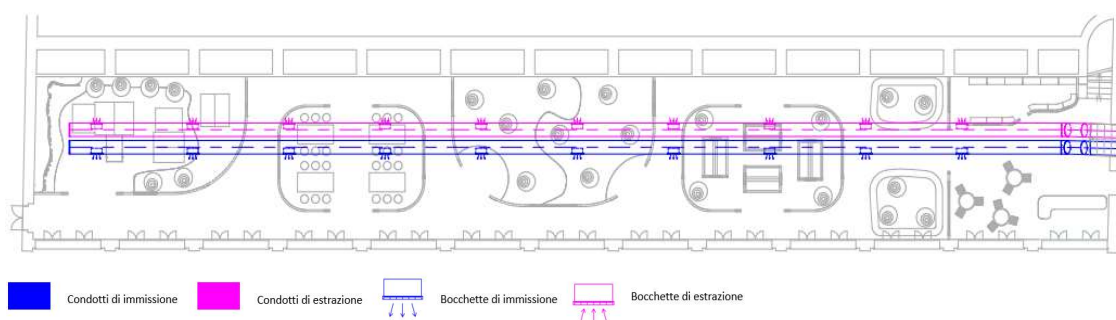 Condotti di immissione
Condotti di estrazione
Bocchette di immissione
Bocchette di estrazione